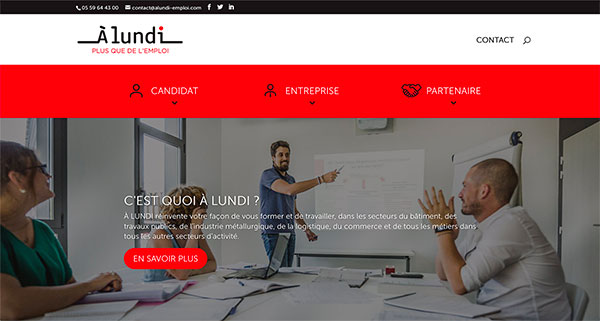 05 59 64 43 00 contact@alundi-emploi.com
À lundi
PLUS QUE DE L'EMPLOI
CONTACT
CANDIDAT ENTREPRISE PARTENAIRE
C'EST QUOI À LUNDI ?
À LUNDI réinvente votre façon de vous former et de travailler, dans les secteurs du bâtiment, des
travaux publics, de l'industrie métallurgique, de la logistique, du commerce et de tous les métiers dans
tous les autres secteurs d'activité.
EN SAVOIR PLUS